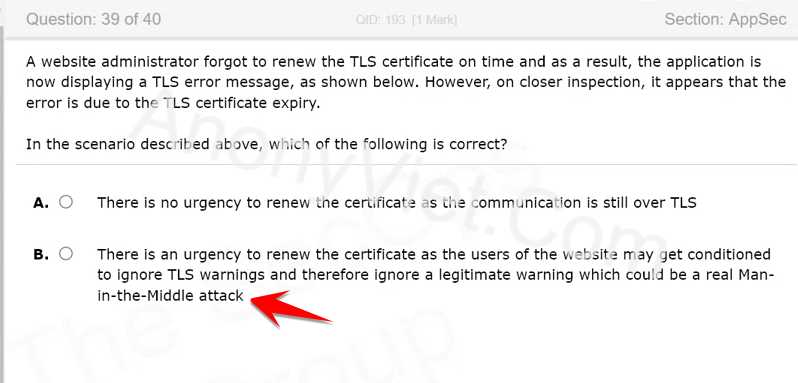 Question: 39 of 40
QID: 193 [1 Mark]
Section: AppSec
A website administrator forgot to renew the TLS certificate on time and as a result, the application is
now displaying a TLS error message, as shown below. However, on closer inspection, it appears that the
error is due to the TLS certificate expiry.
In the scenario described above, which of the following is correct?
A. There is no urgency to renew the certificate as the communication is still over TLS
B. There is an urgency to renew the certificate as the users of the website may get conditioned
to ignore TLS warnings and therefore ignore a legitimate warning which could be a real Man-
in-the-Middle attack
AnonyViet.Com
The
Group